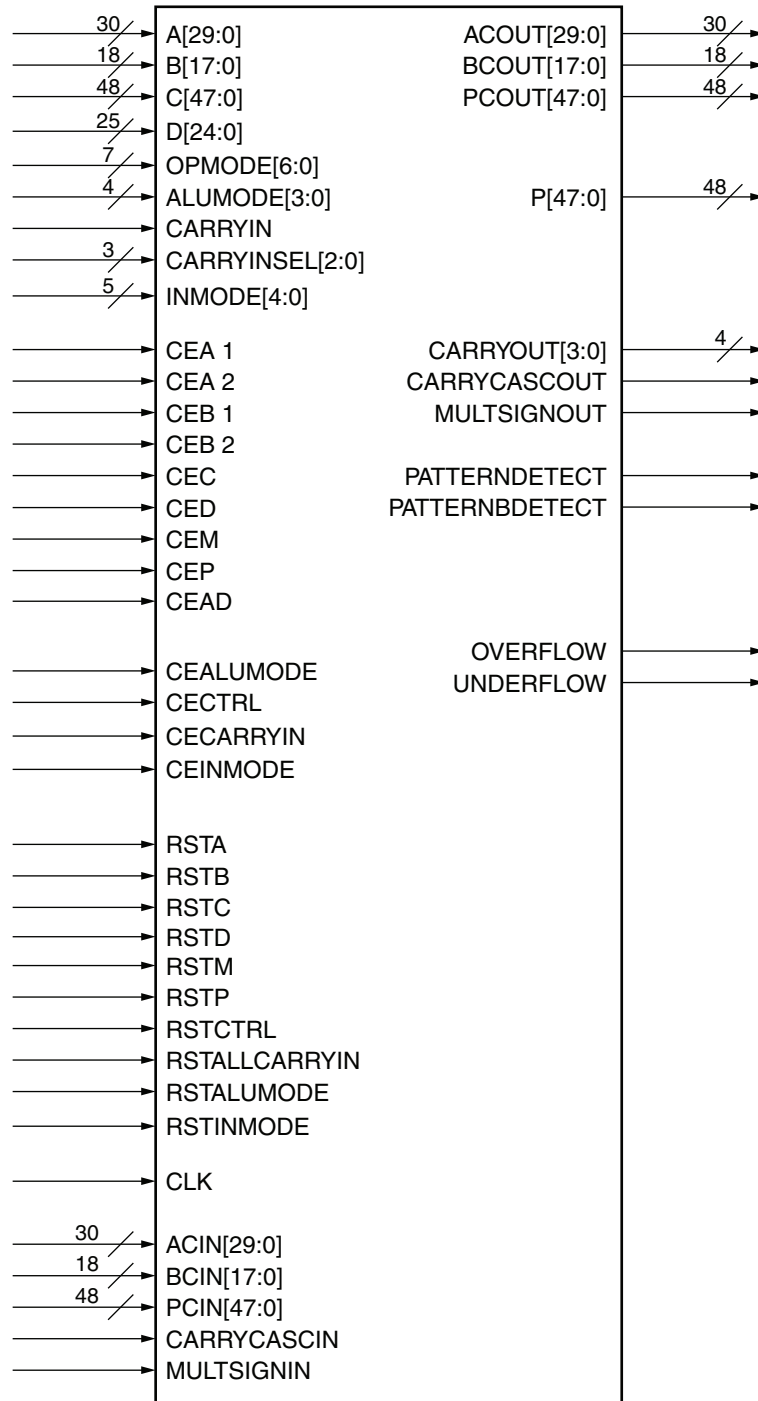 30 A[29:0] ACOUT[29:0] 30
18 B[17:0] BCOUT[17:0] 18
48 C[47:0] PCOUT[47:0] 48
25 D[24:0]
7 OPMODE[6:0]
4 ALUMODE[3:0] P[47:0] 48
CARRYIN
3 CARRYINSEL[2:0]
5 INMODE[4:0]
CEA 1 CARRYOUT[3:0] 4
CEA 2 CARRYCASCOUT
CEB 1 MULTSIGNOUT
CEB 2
CEC PATTERNDETECT
CED PATTERNBDETECT
CEM
CEP
CEAD
OVERFLOW
CEALUMODE UNDERFLOW
CECTRL
CECARRYIN
CEINMODE
RSTA
RSTB
RSTC
RSTD
RSTM
RSTP
RSTCTRL
RSTALLCARRYIN
RSTALUMODE
RSTINMODE
CLK
30 ACIN[29:0]
18 BCIN[17:0]
48 PCIN[47:0]
CARRYCASCIN
MULTSIGNIN